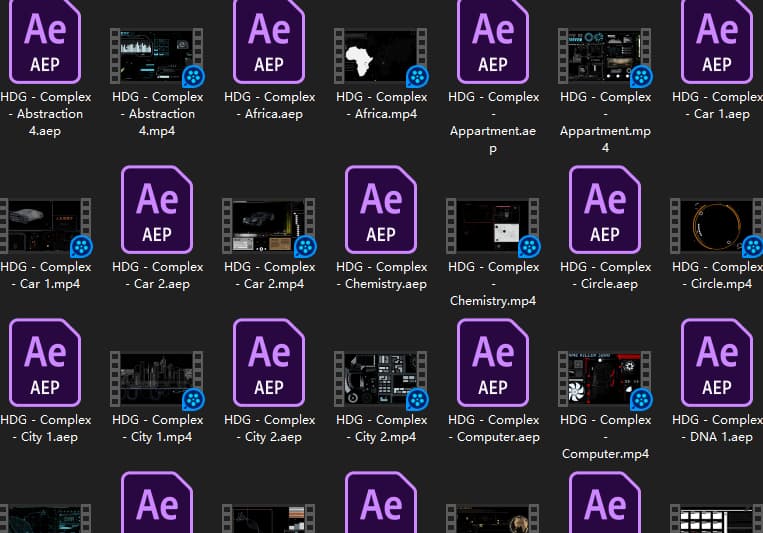 Ae
AEP
HDG - Complex
- Abstraction
4.aep
HDG - Complex
- Abstraction
4.mp4
Ae
AEP
HDG - Complex
- Africa.aep
HDG - Complex
- Africa.mp4
Ae
AEP
HDG - Complex
-
Appartment.ae
p
HDG - Complex
-
Appartment.mp
4
Ae
AEP
HDG - Complex
- Car 1.aep
HDG - Complex
- Car 1.mp4
Ae
AEP
HDG - Complex
- Car 2.aep
HDG - Complex
- Car 2.mp4
Ae
AEP
HDG - Complex
- Chemistry.aep
HDG - Complex
-
Chemistry.mp4
Ae
AEP
HDG - Complex
- Circle.aep
HDG - Complex
- Circle.mp4
Ae
AEP
HDG - Complex
- City 1.aep
HDG - Complex
- City 1.mp4
Ae
AEP
HDG - Complex
- City 2.aep
HDG - Complex
- City 2.mp4
Ae
AEP
HDG - Complex
- Computer.aep
HDG - Complex
-
Computer.mp4
Ae
AEP
HDG - Complex
- DNA 1.aep
Ae
Ae
Ae